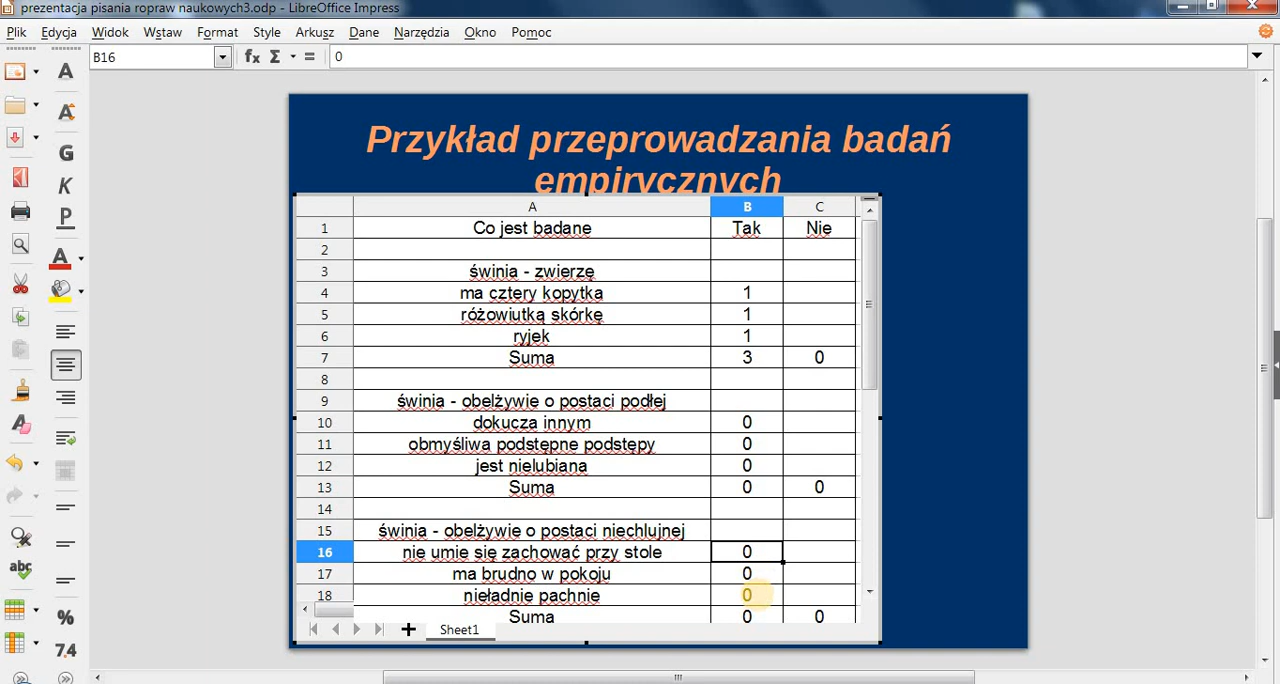 prezentacja pisania ropraw naukowych3.odp - LibreOffice Impress
Plik Edycja Widok Wstaw Format Style Arkusz Dane Narzędzia Okno Pomoc
B16 fx Σ = 0
Przykład przeprowadzania badań
empirycznych
A B C
1 Co jest badane Tak Nie
2
3 świnia - zwierzę
4 ma cztery kopytka 1
5 różowiutką skórkę 1
6 ryjek 1
7 Suma 3 0
8
9 świnia - obelżywie o postaci podłej
10 dokucza innym 0
11 obmyśliwa podstępne podstępy 0
12 jest nielubiana 0
13 Suma 0 0
14
15 świnia - obelżywie o postaci niechlujnej
16 nie umie się zachować przy stole 0
17 ma brudno w pokoju 0
18 nieładnie pachnie 0
Suma 0 0
Sheet1
A
A
G
K
P
A
A
abc
%
7.4